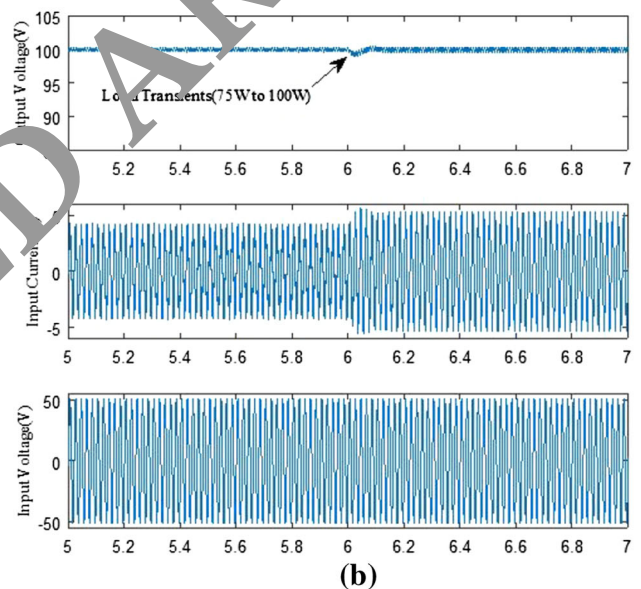 105
100
95
90
Output Voltage(V)
Load Transients(75W to 100W)
5.2 5.4 5.6 5.8 6 6.2 6.4 6.6 6.8 7
0
-5
Input Current
5 5.2 5.4 5.6 5.8 6 6.2 6.4 6.6 6.8 7
50
0
-50
Input Voltage(V)
5 5.2 5.4 5.6 5.8 6 6.2 6.4 6.6 6.8 7
(b)